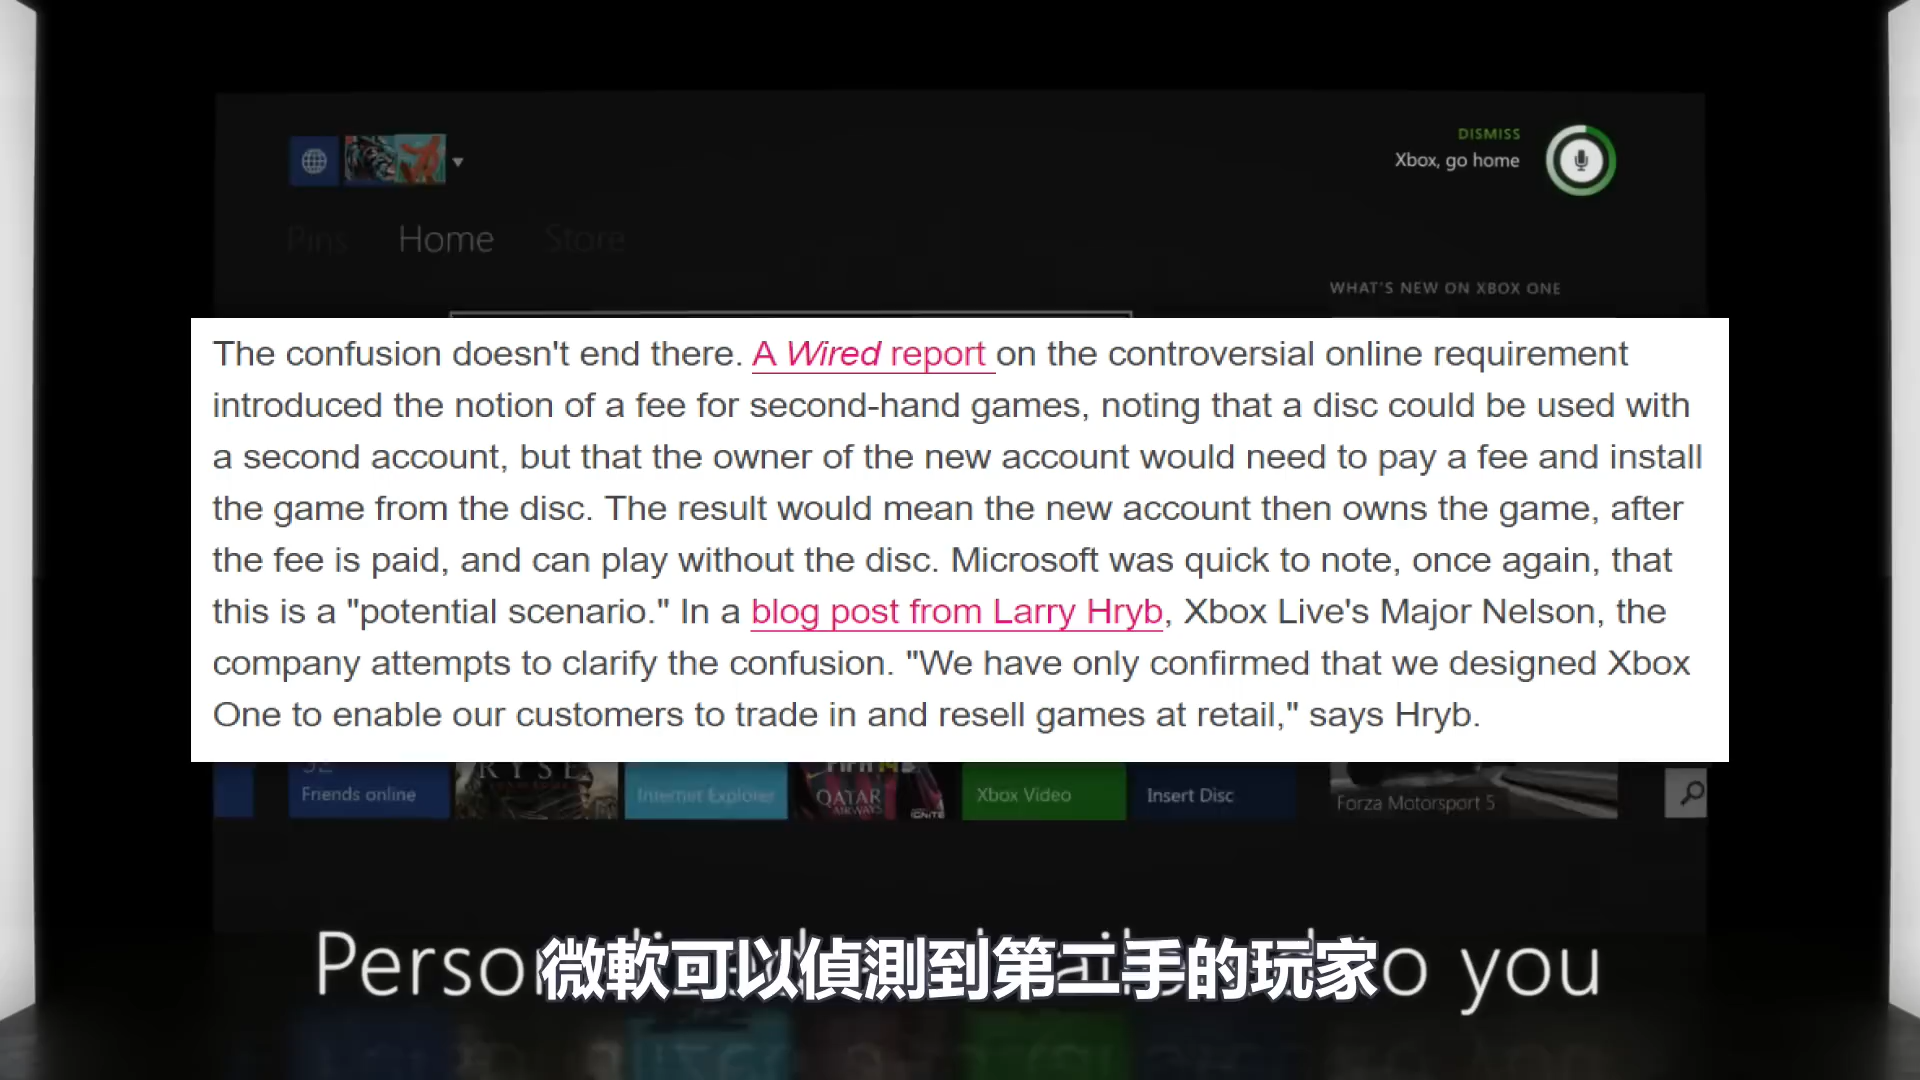 DISMISS
Xbox, go home
Pins Home Store
WHAT'S NEW ON XBOX ONE
The confusion doesn't end there. A Wired report on the controversial online requirement
introduced the notion of a fee for second-hand games, noting that a disc could be used with
a second account, but that the owner of the new account would need to pay a fee and install
the game from the disc. The result would mean the new account then owns the game, after
the fee is paid, and can play without the disc. Microsoft was quick to note, once again, that
this is a "potential scenario." In a blog post from Larry Hryb, Xbox Live's Major Nelson, the
company attempts to clarify the confusion. "We have only confirmed that we designed Xbox
One to enable our customers to trade in and resell games at retail," says Hryb.
Friends online
RYSE
Internet Explorer
QATAR
AIRWAYS
IGNITE
Xbox Video
Insert Disc
Forza Motorsport 5
to you
微軟可以偵測到第二手的玩家